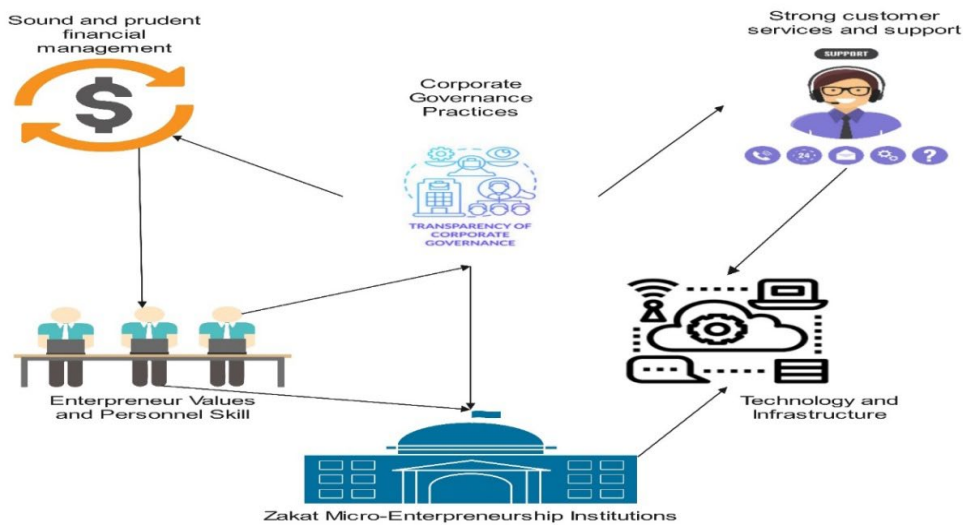 Sound and prudent
financial
management
Strong customer
services and support
SUPPORT
24
?
Corporate
Governance
Practices
TRANSPARENCY OF
CORPORATE
GOVERNANCE
$
Enterpreneur Values
and Personnel Skill
Technology and
Infrastructure
Zakat Micro-Enterpreneurship Institutions